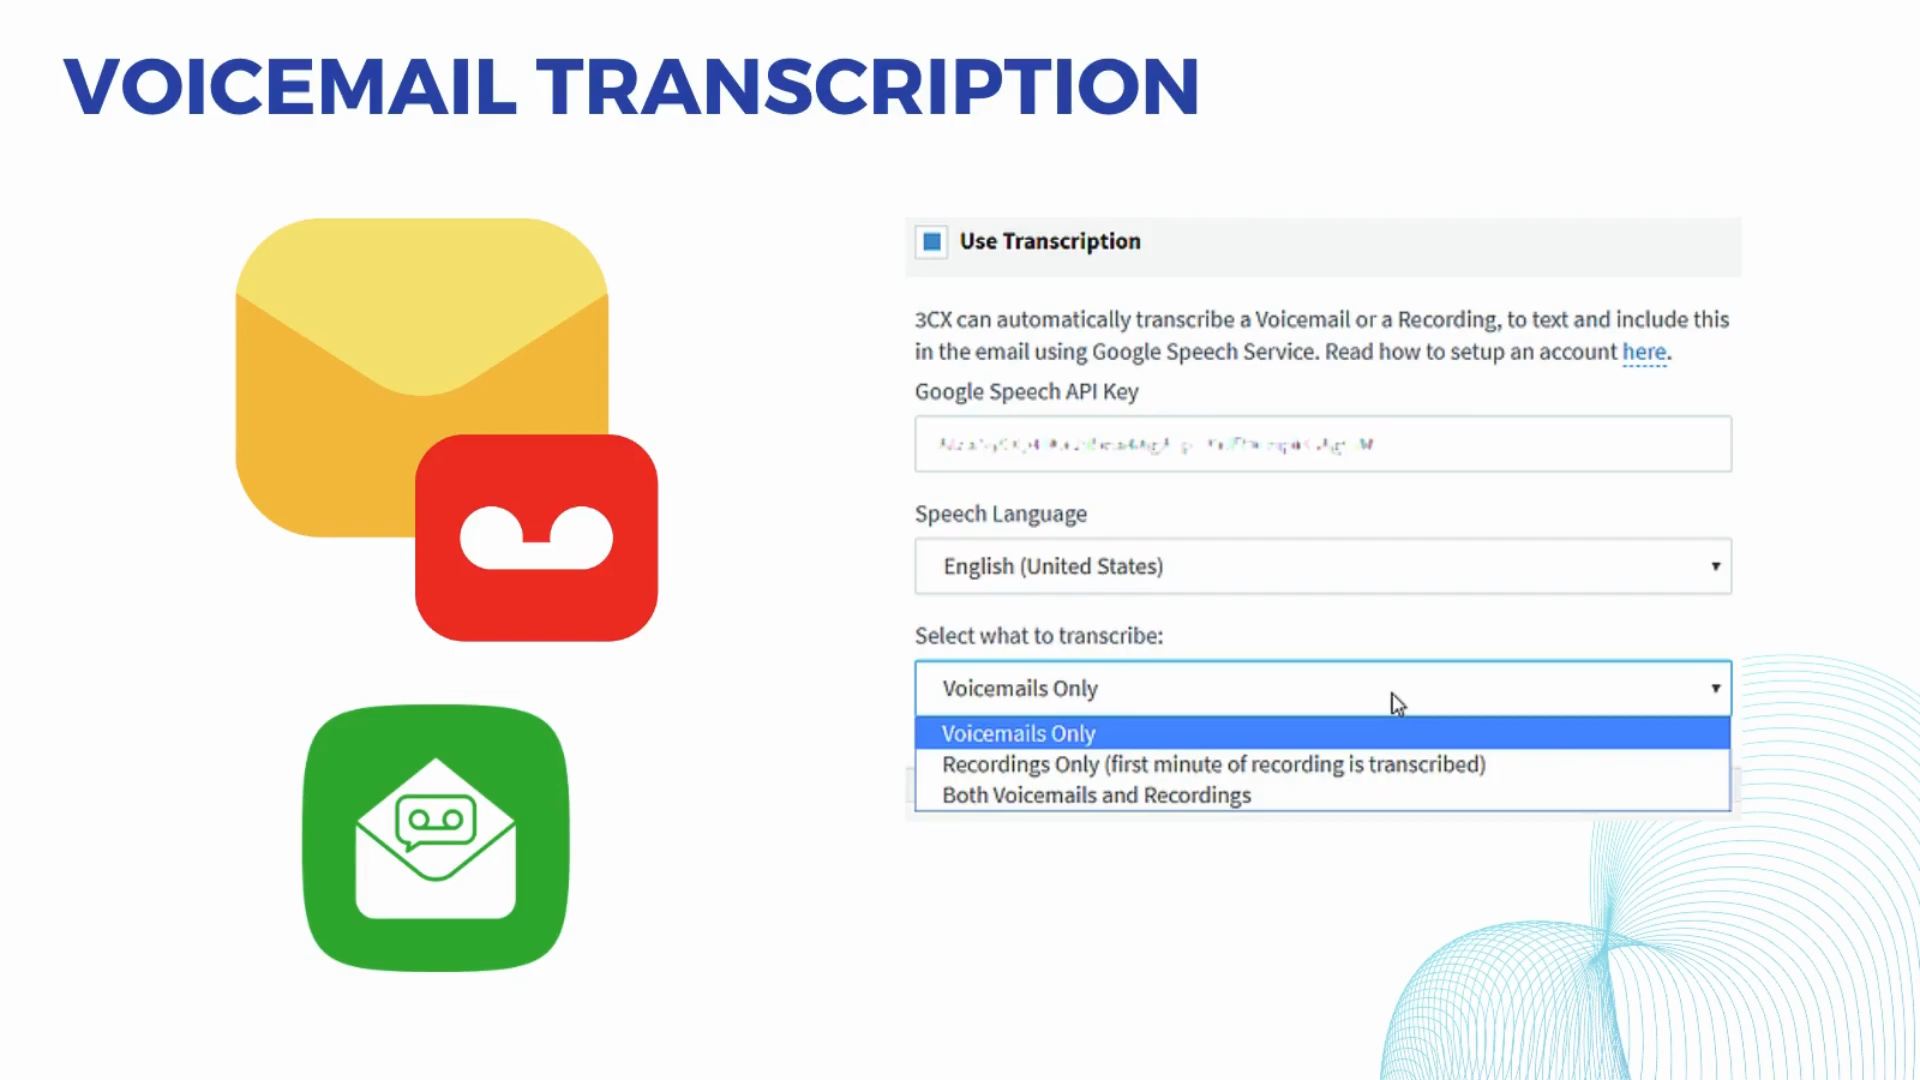 VOICEMAIL TRANSCRIPTION
Use Transcription
3CX can automatically transcribe a Voicemail or a Recording, to text and include this
in the email using Google Speech Service. Read how to setup an account here.
Google Speech API Key
Speech Language
English (United States)
Select what to transcribe:
Voicemails Only
Voicemails Only
Recordings Only (first minute of recording is transcribed)
Both Voicemails and Recordings